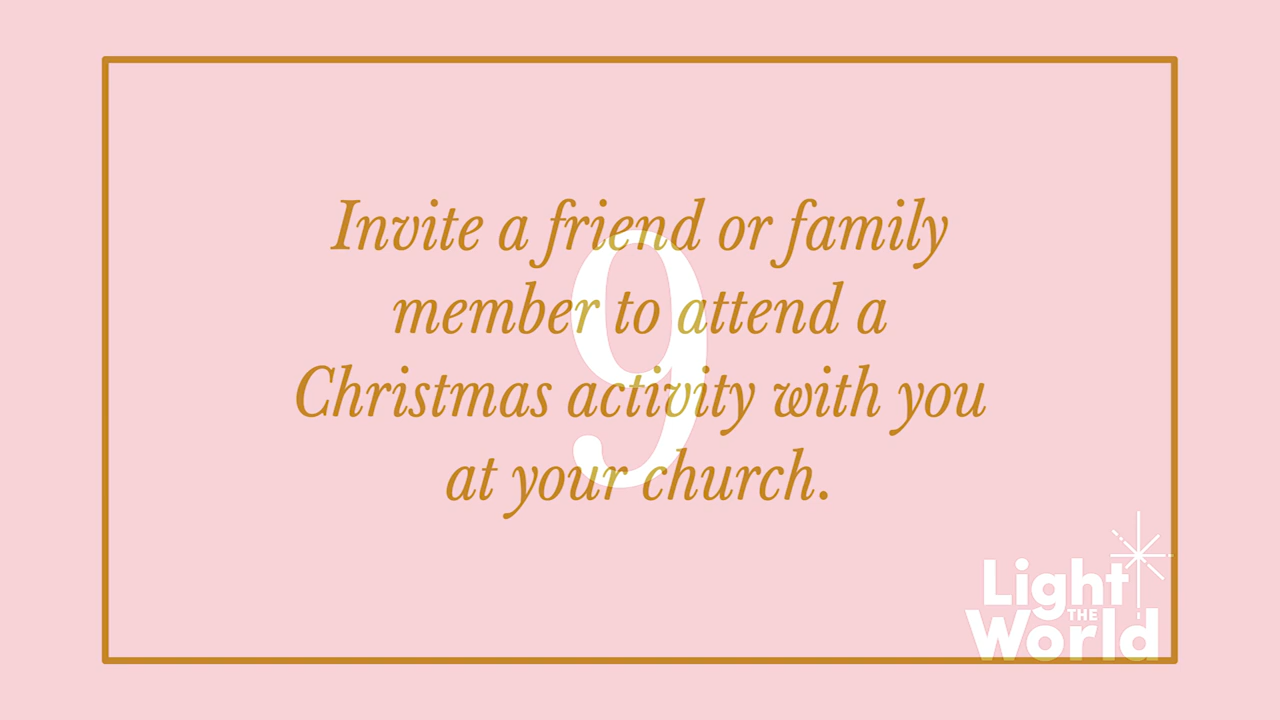 Invite a friend or family
member to attend a
Christmas activity with you
at your church.
9
Light
THE
World